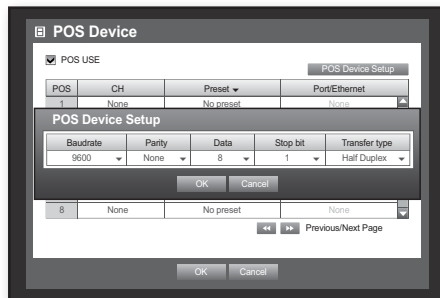 POS Device
POS USE
POS Device Setup
POS CH Preset Port/Ethernet
1 None No preset None
POS Device Setup
Baudrate Parity Data Stop bit Transfer type
9600 None 8 1 Half Duplex
OK Cancel
8 None No preset None
Previous/Next Page
OK Cancel